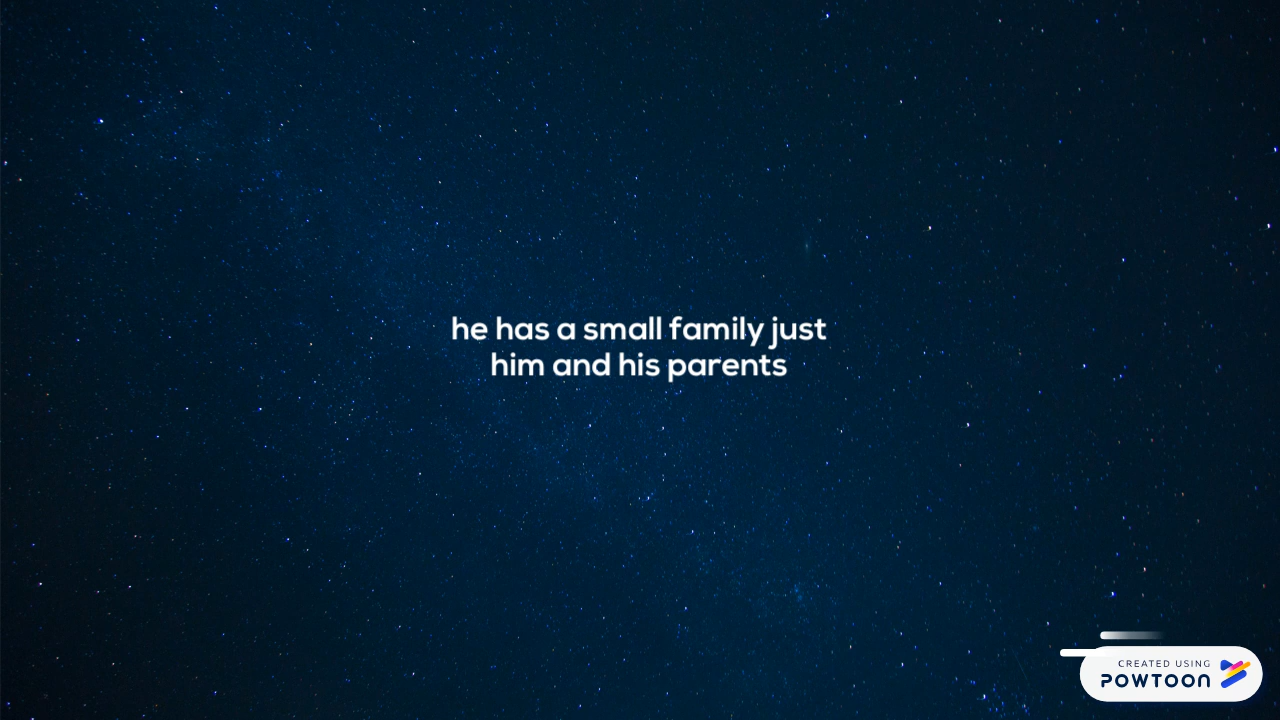 he has a small family just
him and his parents
CREATED USING
POWTOON